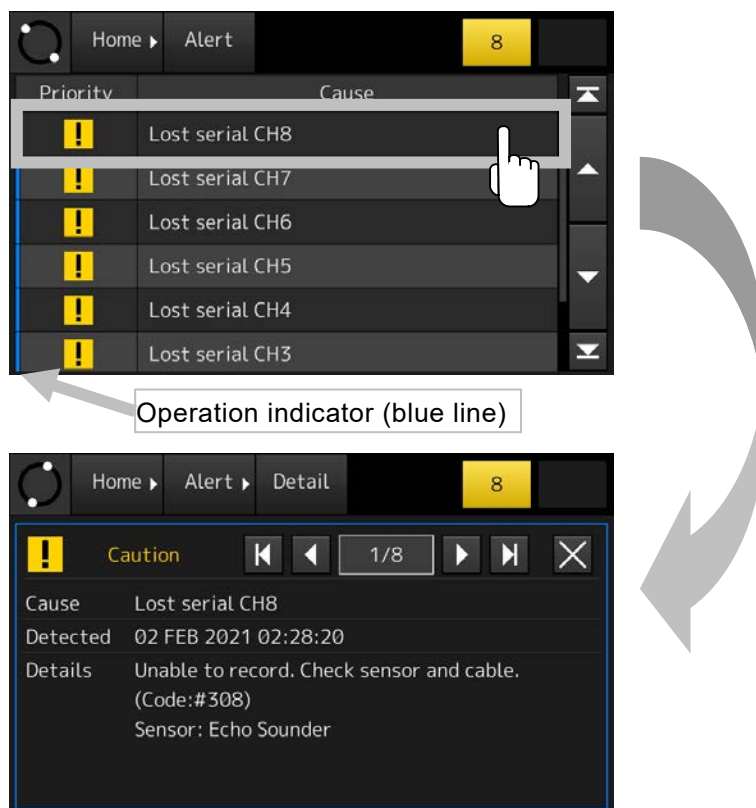 Home Alert 8
Priority Cause
! Lost serial CH8
! Lost serial CH7
! Lost serial CH6
! Lost serial CH5
! Lost serial CH4
! Lost serial CH3
Operation indicator (blue line)
Home Alert Detail 8
! Caution 1/8
Cause Lost serial CH8
Detected 02 FEB 2021 02:28:20
Details Unable to record. Check sensor and cable.
(Code:#308)
Sensor: Echo Sounder